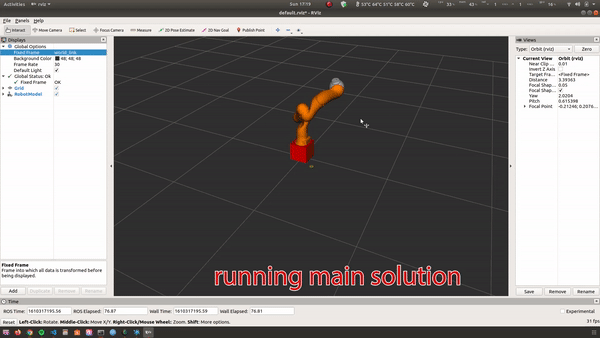 Activities
rviz
Sun 17:19
53°C 64°C 51°C 58°C 60°C
default.rviz* - RViz
File Panels Help
Interact Move Camera Select Focus Camera Measure 2D Pose Estimate 2D Nav Goal Publish Point
Displays
Global Options
Fixed Frame world_link
Background Color 48; 48; 48
Frame Rate 30
Default Light
Global Status: Ok
Fixed Frame OK
Grid
RobotModel
Fixed Frame
Frame into which all data is transformed before
being displayed.
Add Duplicate Remove Rename
Views
Type: Orbit (rviz) Zero
Current View Orbit (rviz)
Near Clip ... 0.01
Invert Z Axis
Target Fra... <Fixed Frame>
Distance 3.39363
Focal Shap... 0.05
Focal Shap...
Yaw 2.0204
Pitch 0.615398
Focal Point -0.21246; 0.2076...
Save Remove Rename
running main solution
Time
ROS Time: 1610317195.56 ROS Elapsed: 76.87 Wall Time: 1610317195.59 Wall Elapsed: 76.81 Experimental
Reset Left-Click: Rotate. Middle-Click: Move X/Y. Right-Click/Mouse Wheel: Zoom. Shift: More options. 31 fps